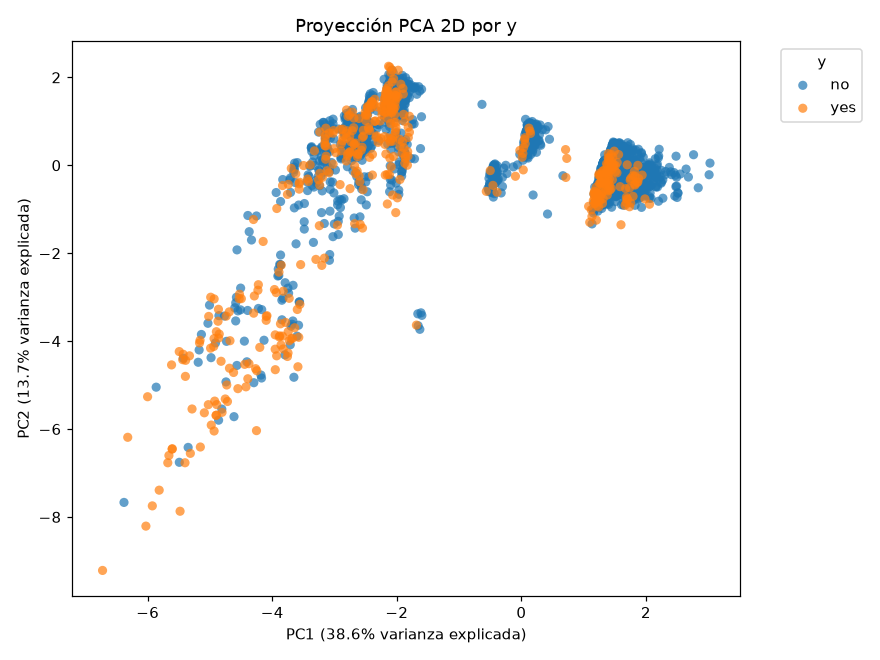 Proyección PCA 2D por y
y
no
yes
2
0
−2
−4
−6
−8
PC2 (13.7% varianza explicada)
−6
−4
−2
0
2
PC1 (38.6% varianza explicada)